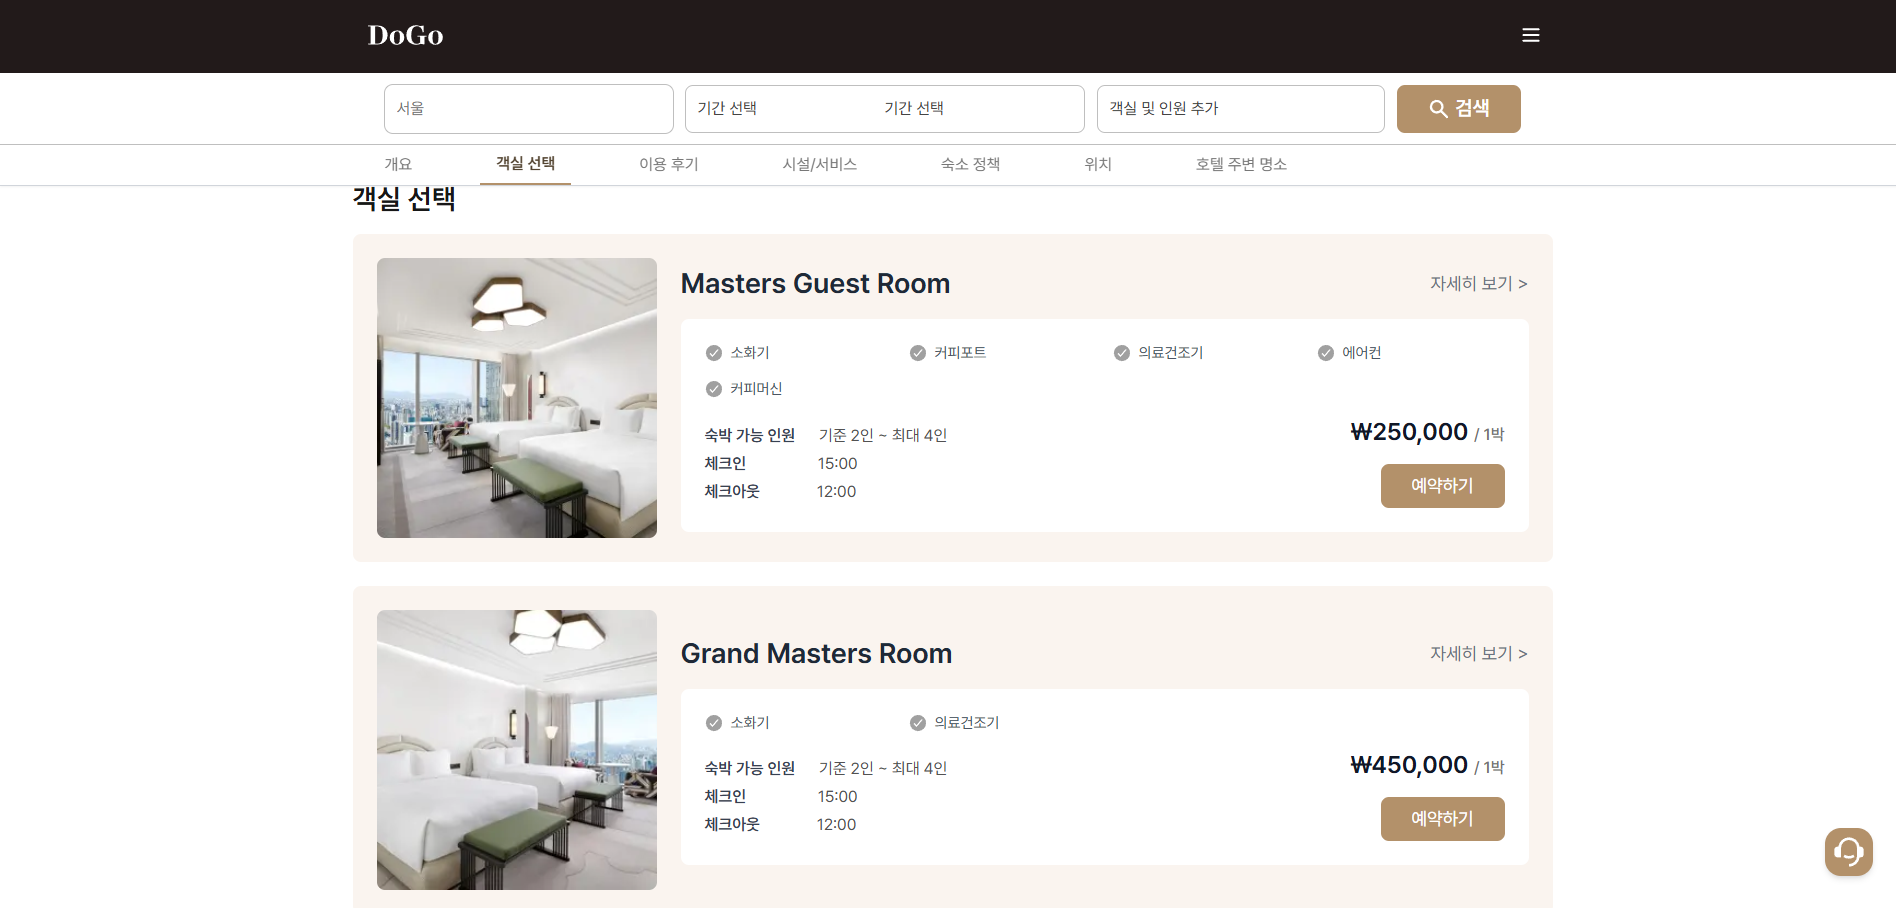 DoGo
서울
기간 선택 기간 선택
객실 및 인원 추가
검색
개요 객실 선택 이용 후기 시설/서비스 숙소 정책 위치 호텔 주변 명소
객실 선택
Masters Guest Room
자세히 보기 >
소화기 커피포트 의료건조기 에어컨
커피머신
숙박 가능 인원 기준 2인 ~ 최대 4인
체크인 15:00
체크아웃 12:00
₩250,000 / 1박
예약하기
Grand Masters Room
자세히 보기 >
소화기 의료건조기
숙박 가능 인원 기준 2인 ~ 최대 4인
체크인 15:00
체크아웃 12:00
₩450,000 / 1박
예약하기